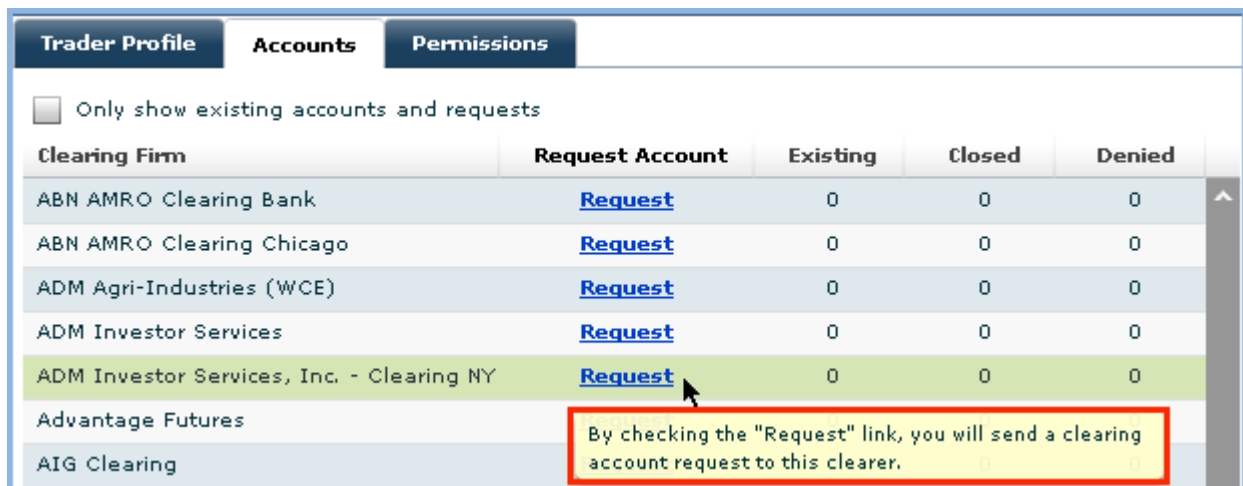 Trader Profile Accounts Permissions
Only show existing accounts and requests
Clearing Firm Request Account Existing Closed Denied
ABN AMRO Clearing Bank Request 0 0 0
ABN AMRO Clearing Chicago Request 0 0 0
ADM Agri-Industries (WCE) Request 0 0 0
ADM Investor Services Request 0 0 0
ADM Investor Services, Inc. - Clearing NY Request 0 0 0
Advantage Futures
By checking the "Request" link, you will send a clearing
AIG Clearing account request to this clearer. 0 0